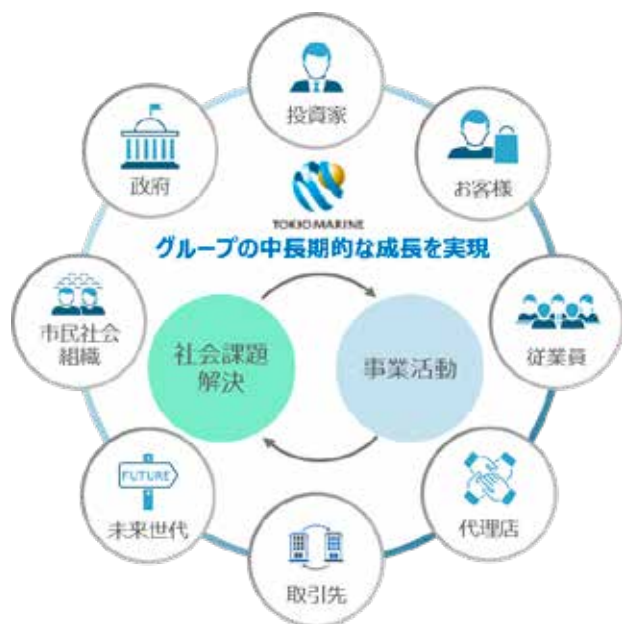 投資家
政府
お客様
TOKIO MARINE
グループの中長期的な成長を実現
市民社会
組織
社会課題
解決
事業活動
従業員
FUTURE
未来世代
代理店
取引先